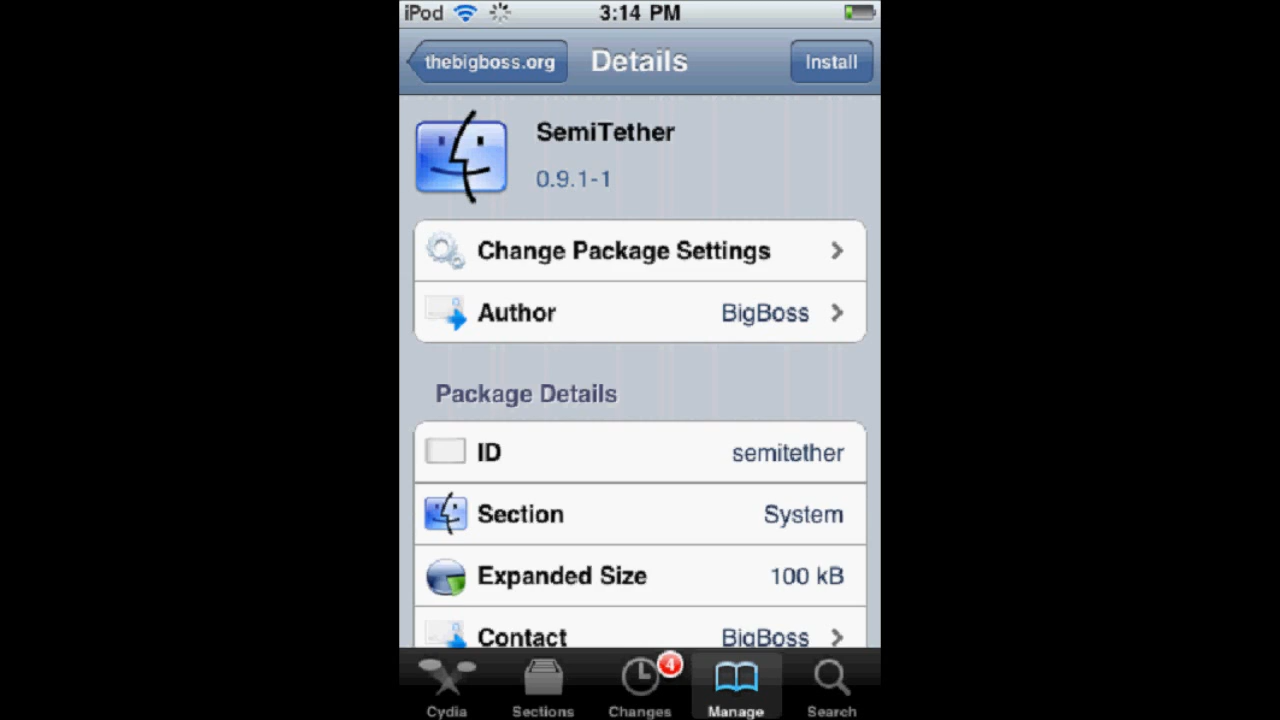 iPod 3:14 PM
thebigboss.org Details Install
SemiTether
0.9.1-1
Change Package Settings
Author BigBoss
Package Details
ID semitether
Section System
Expanded Size 100 kB
Contact BigBoss
4
Cydia Sections Changes Manage Search